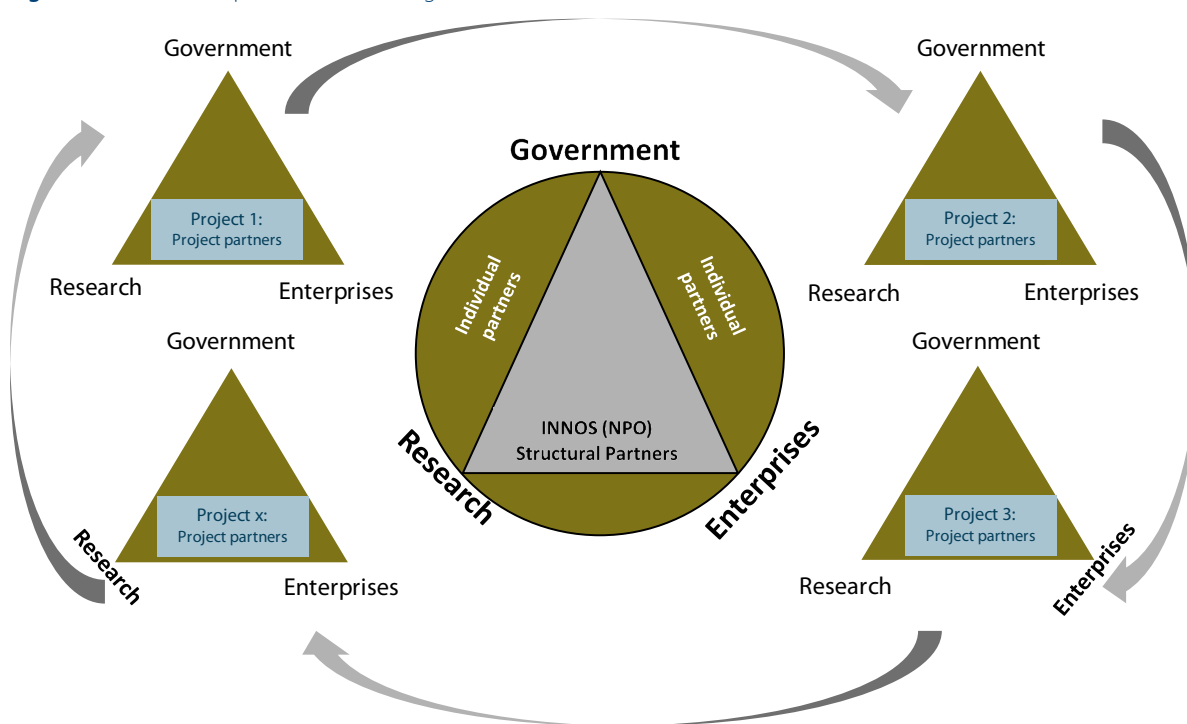 Government
Project 1:
Project partners
Research
Enterprises
Government
Project 2:
Project partners
Research
Enterprises
Government
Individual
partners
Individual
partners
INNOS (NPO)
Structural Partners
Research
Enterprises
Government
Project x:
Project partners
Research
Enterprises
Government
Project 3:
Project partners
Research
Enterprises